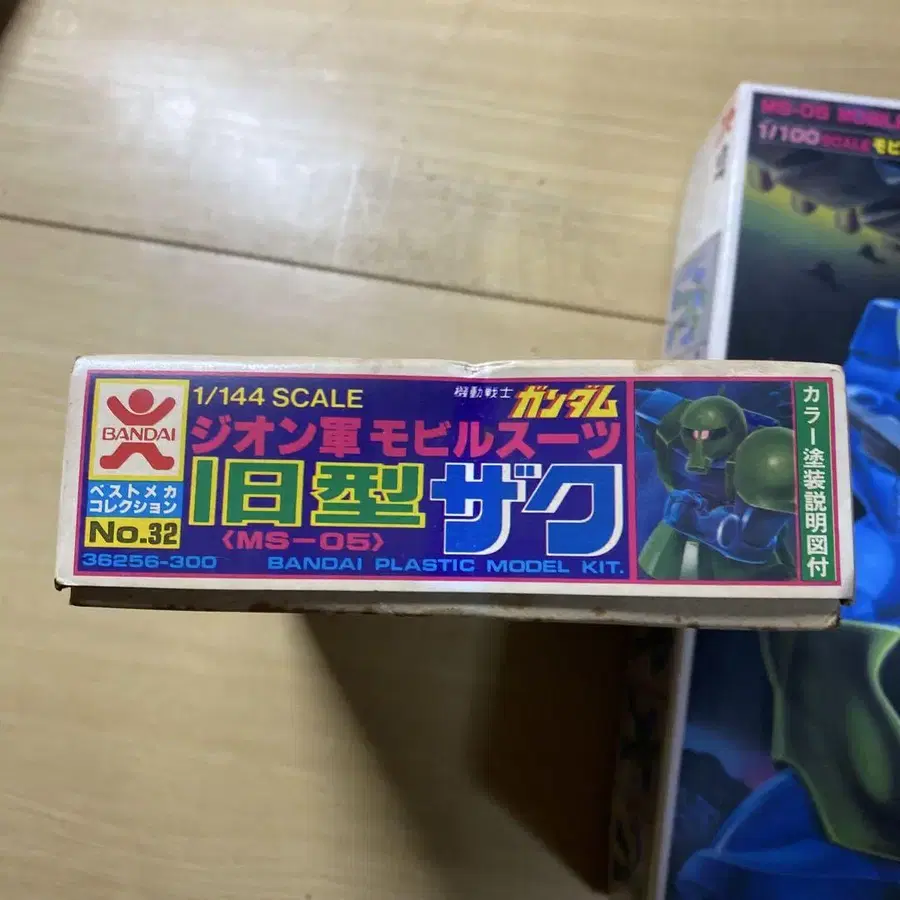 BANDAI
ベストメカ
コレクション
No.32
36256-300
1/144 SCALE
機動戦士 ガンダム
ジオン軍 モビルスーツ
旧型 ザク
〈MS-05〉
BANDAI PLASTIC MODEL KIT.
カラー塗装説明図付
1/100 SCALE